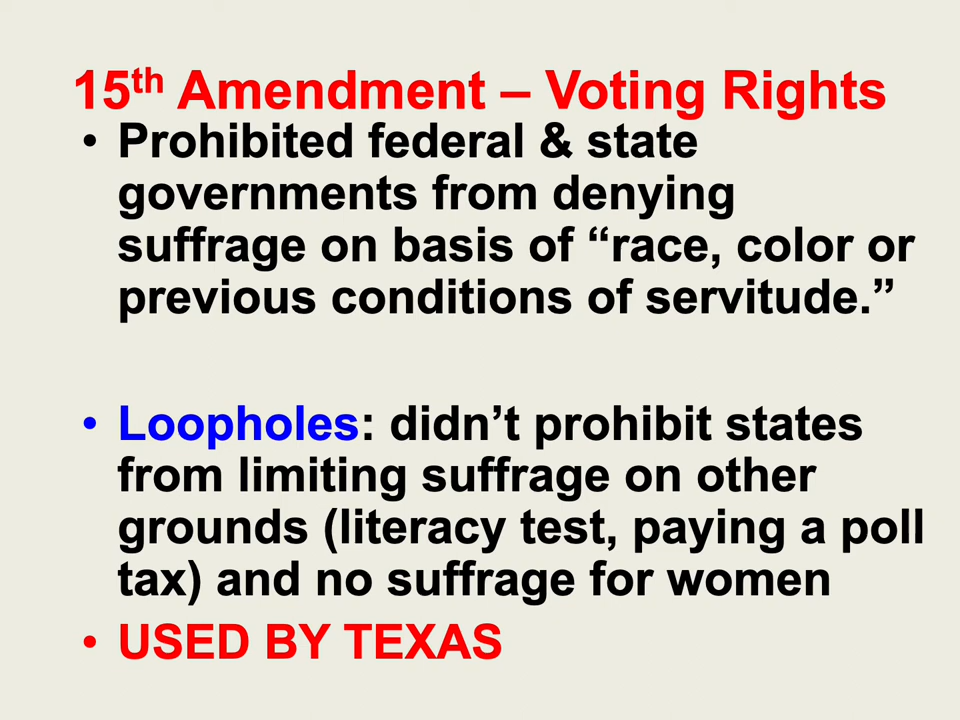 15th Amendment – Voting Rights
• Prohibited federal & state
governments from denying
suffrage on basis of “race, color or
previous conditions of servitude.”
• Loopholes: didn’t prohibit states
from limiting suffrage on other
grounds (literacy test, paying a poll
tax) and no suffrage for women
• USED BY TEXAS